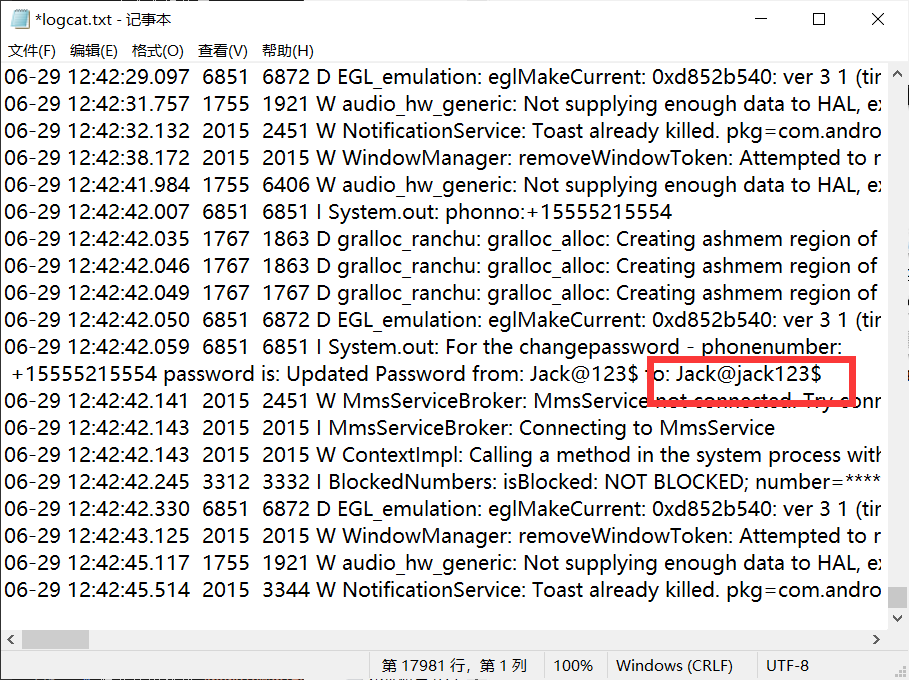 *logcat.txt - 记事本
文件(F) 编辑(E) 格式(O) 查看(V) 帮助(H)
06-29 12:42:29.097 6851 6872 D EGL_emulation: eglMakeCurrent: 0xd852b540: ver 3 1 (tin
06-29 12:42:31.757 1755 1921 W audio_hw_generic: Not supplying enough data to HAL, ex
06-29 12:42:32.132 2015 2451 W NotificationService: Toast already killed. pkg=com.andro
06-29 12:42:38.172 2015 2015 W WindowManager: removeWindowToken: Attempted to r
06-29 12:42:41.984 1755 6406 W audio_hw_generic: Not supplying enough data to HAL, ex
06-29 12:42:42.007 6851 6851 I System.out: phonno:+15555215554
06-29 12:42:42.035 1767 1863 D gralloc_ranchu: gralloc_alloc: Creating ashmem region of
06-29 12:42:42.046 1767 1863 D gralloc_ranchu: gralloc_alloc: Creating ashmem region of
06-29 12:42:42.049 1767 1767 D gralloc_ranchu: gralloc_alloc: Creating ashmem region of
06-29 12:42:42.050 6851 6872 D EGL_emulation: eglMakeCurrent: 0xd852b540: ver 3 1 (tin
06-29 12:42:42.059 6851 6851 I System.out: For the changepassword - phonenumber:
+15555215554 password is: Updated Password from: Jack@123$ to: Jack@jack123$
06-29 12:42:42.141 2015 2451 W MmsServiceBroker: MmsService not connected. Try conn
06-29 12:42:42.143 2015 2015 I MmsServiceBroker: Connecting to MmsService
06-29 12:42:42.143 2015 2015 W ContextImpl: Calling a method in the system process with
06-29 12:42:42.245 3312 3332 I BlockedNumbers: isBlocked: NOT BLOCKED; number=****
06-29 12:42:42.330 6851 6872 D EGL_emulation: eglMakeCurrent: 0xd852b540: ver 3 1 (tin
06-29 12:42:43.125 2015 2015 W WindowManager: removeWindowToken: Attempted to r
06-29 12:42:45.117 1755 1921 W audio_hw_generic: Not supplying enough data to HAL, ex
06-29 12:42:45.514 2015 3344 W NotificationService: Toast already killed. pkg=com.andro
第 17981 行，第 1 列 100% Windows (CRLF) UTF-8